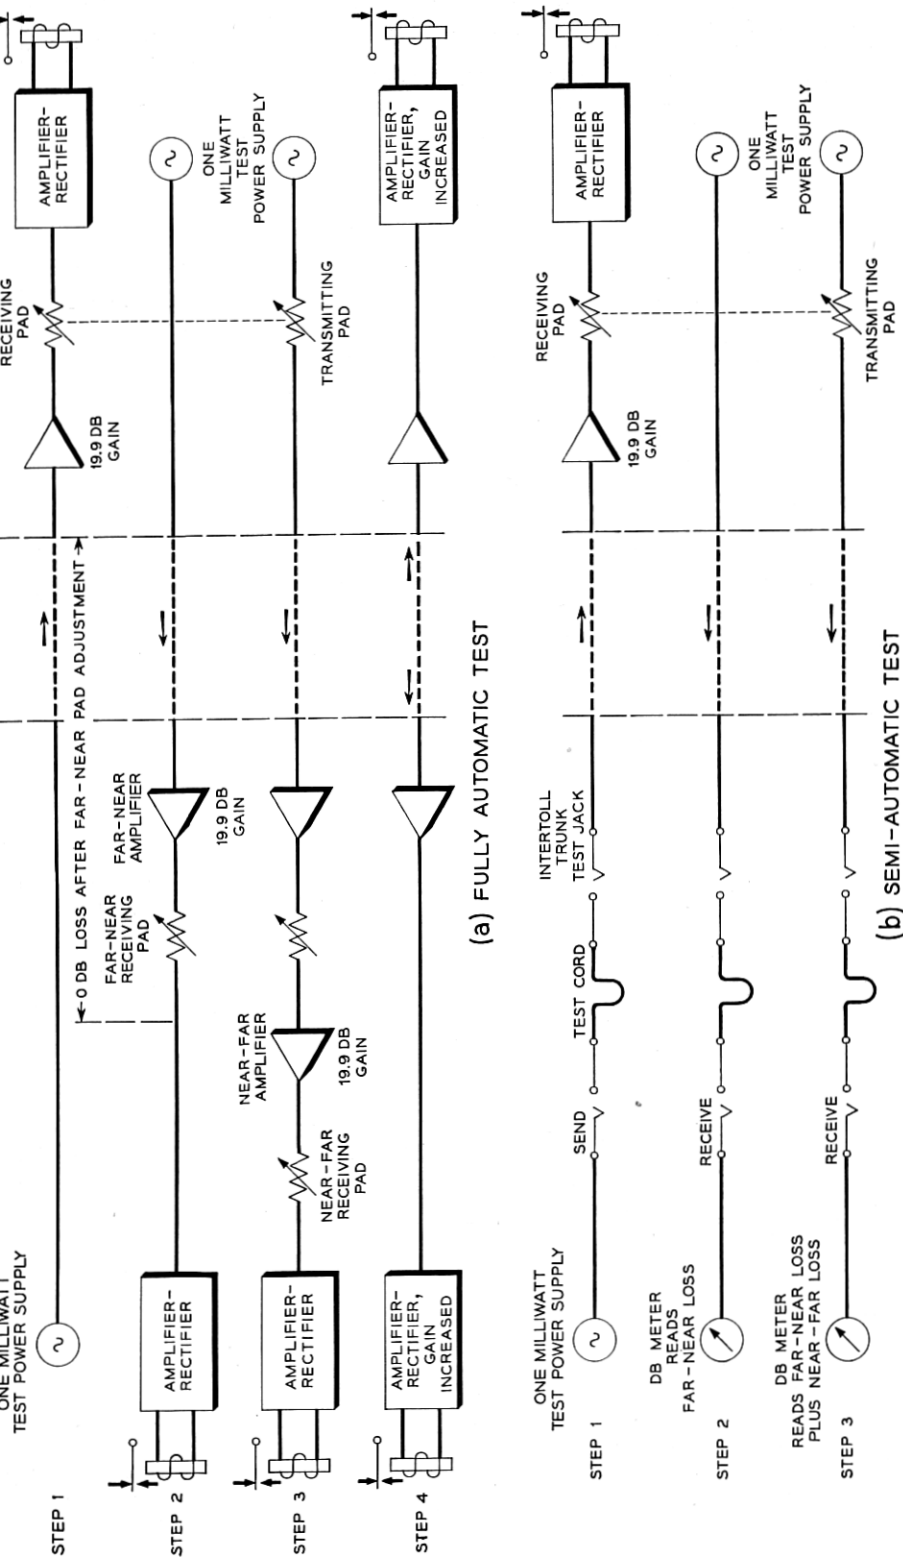 STEP 1
ONE MILLIWATT
TEST POWER SUPPLY
19.9 DB
GAIN
RECEIVING
PAD
AMPLIFIER-
RECTIFIER
0 DB LOSS AFTER FAR-NEAR PAD ADJUSTMENT
STEP 2
AMPLIFIER-
RECTIFIER
FAR-NEAR
RECEIVING
PAD
FAR-NEAR
AMPLIFIER
19.9 DB
GAIN
ONE
MILLIWATT
TEST
POWER SUPPLY
STEP 3
AMPLIFIER-
RECTIFIER
NEAR-FAR
RECEIVING
PAD
NEAR-FAR
AMPLIFIER
19.9 DB
GAIN
TRANSMITTING
PAD
STEP 4
AMPLIFIER-
RECTIFIER,
GAIN
INCREASED
AMPLIFIER-
RECTIFIER,
GAIN
INCREASED
(a) FULLY AUTOMATIC TEST
STEP 1
ONE MILLIWATT
TEST POWER SUPPLY
SEND
TEST CORD
INTERTOLL
TRUNK
TEST JACK
19.9 DB
GAIN
RECEIVING
PAD
AMPLIFIER-
RECTIFIER
STEP 2
DB METER
READS
FAR-NEAR LOSS
RECEIVE
ONE
MILLIWATT
TEST
POWER SUPPLY
STEP 3
DB METER
READS FAR-NEAR LOSS
PLUS NEAR-FAR LOSS
RECEIVE
TRANSMITTING
PAD
(b) SEMI-AUTOMATIC TEST